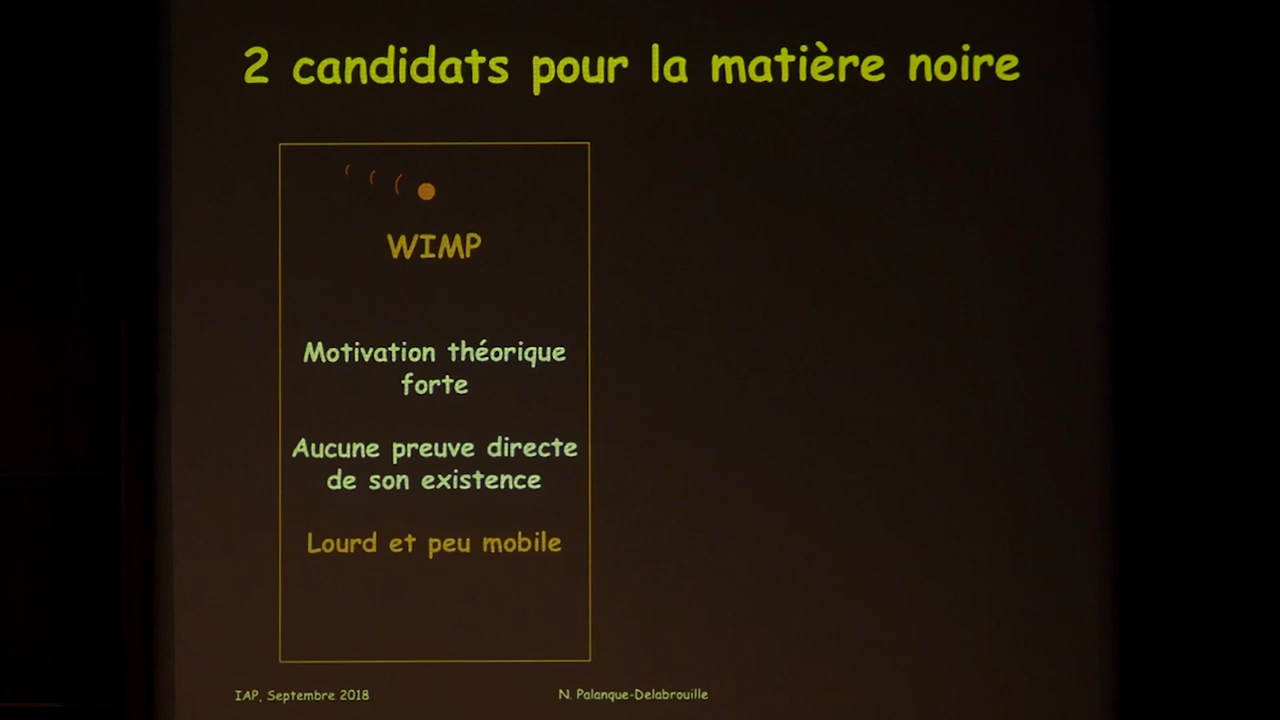 2 candidats pour la matière noire
WIMP
Motivation théorique
forte
Aucune preuve directe
de son existence
Lourd et peu mobile
IAP, Septembre 2018
N. Palanque-Delabrouille